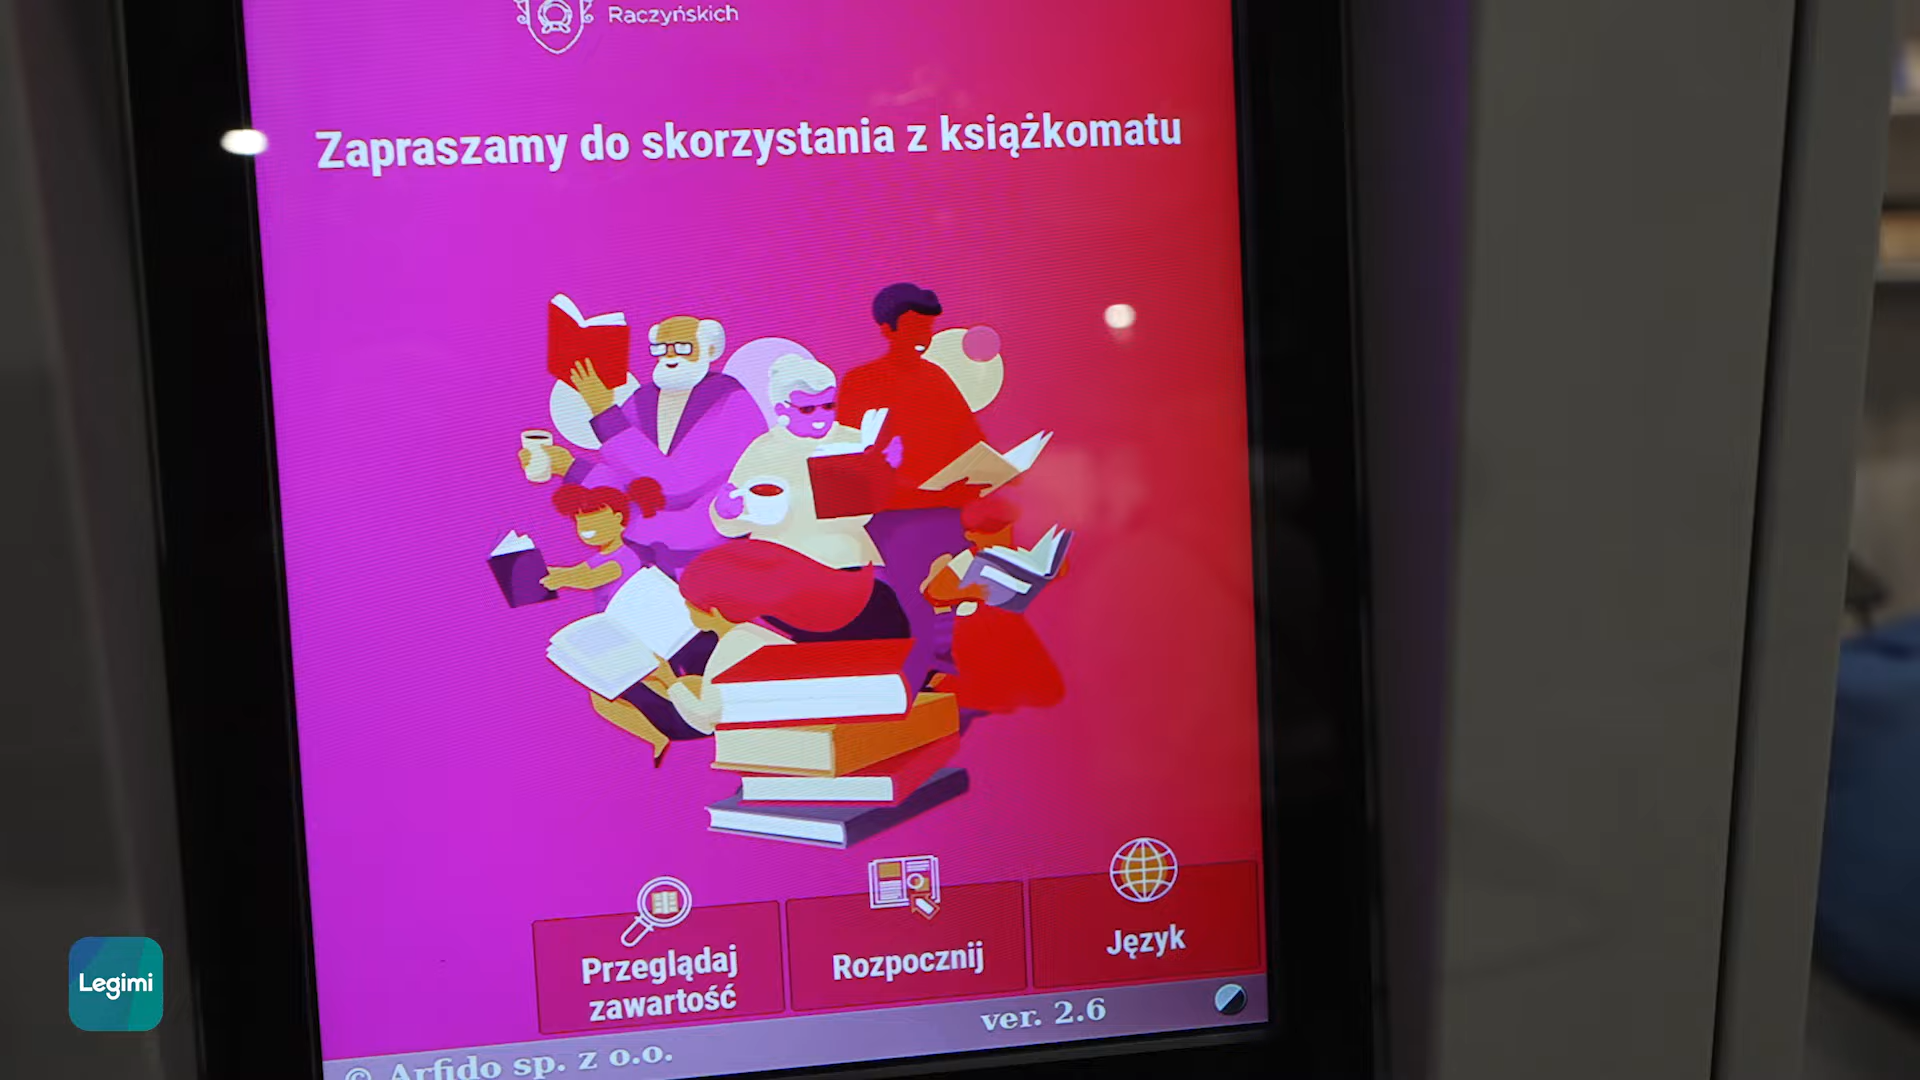 Raczyńskich
Zapraszamy do skorzystania z książkomatu
Przeglądaj
zawartość
Rozpocznij
Język
ver. 2.6
© Arfido sp. z o.o.
Legimi